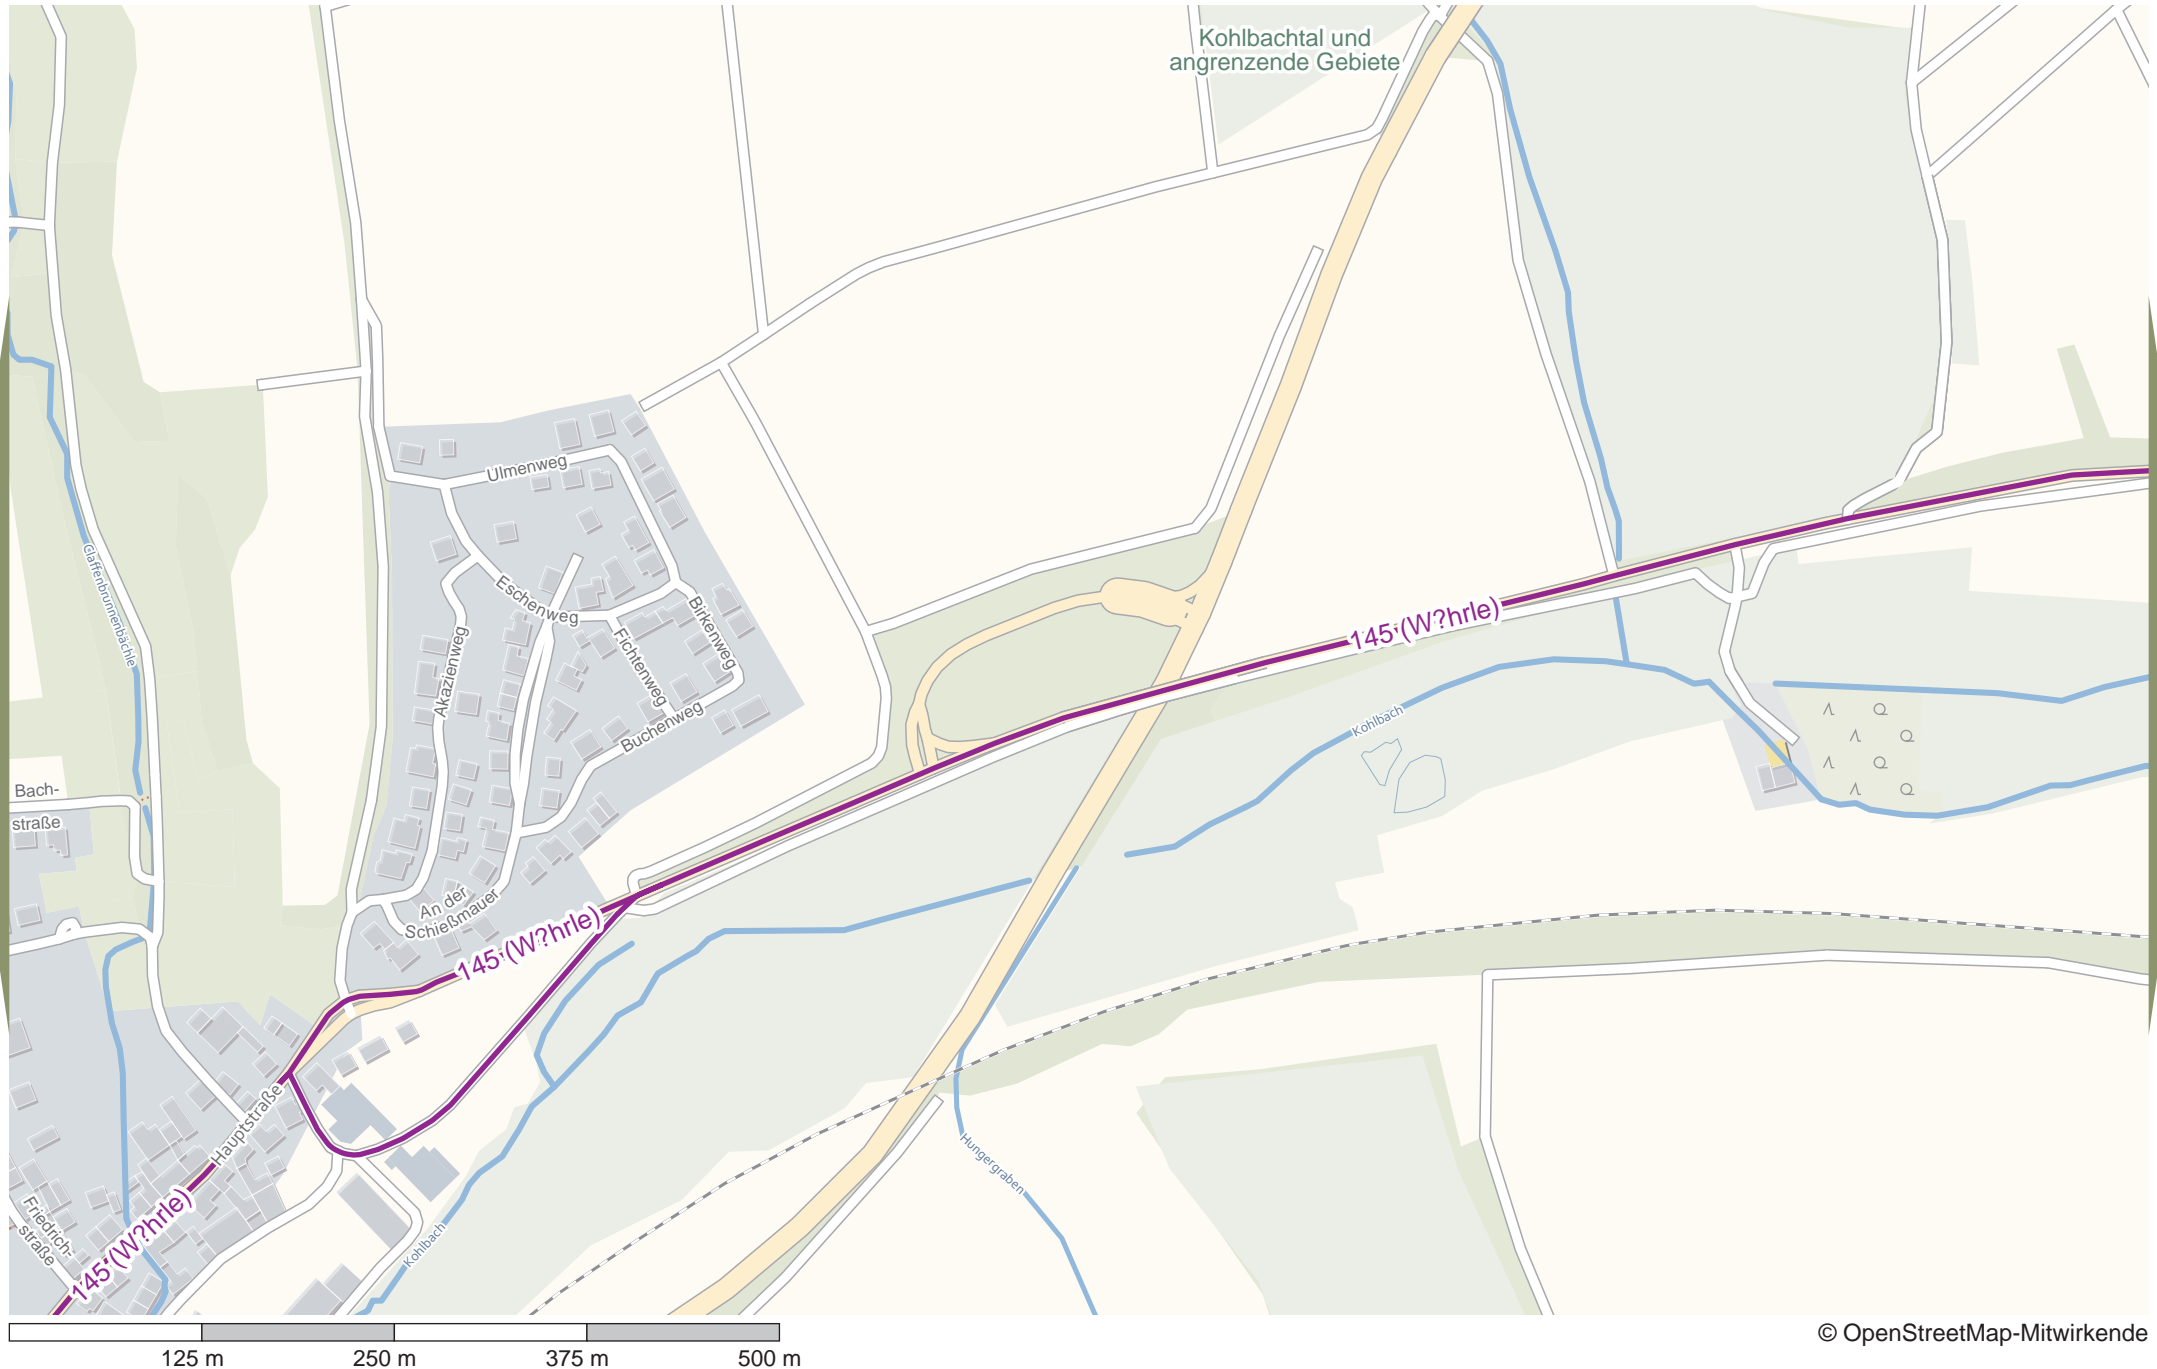 Kohlbachtal und
angrenzende Gebiete
Ulmenweg
Eschenweg
Birkenweg
Fichtenweg
Akazienweg
Buchenweg
Claffenbrunnenbächle
145 (W?hrle)
Kohlbach
Bach-
straße
An der
Schießmauer
145 (W?hrle)
Hauptstraße
Hungergraben
Friedrich-
straße
145 (W?hrle)
Kohlbach
125 m
250 m
375 m
500 m
© OpenStreetMap-Mitwirkende